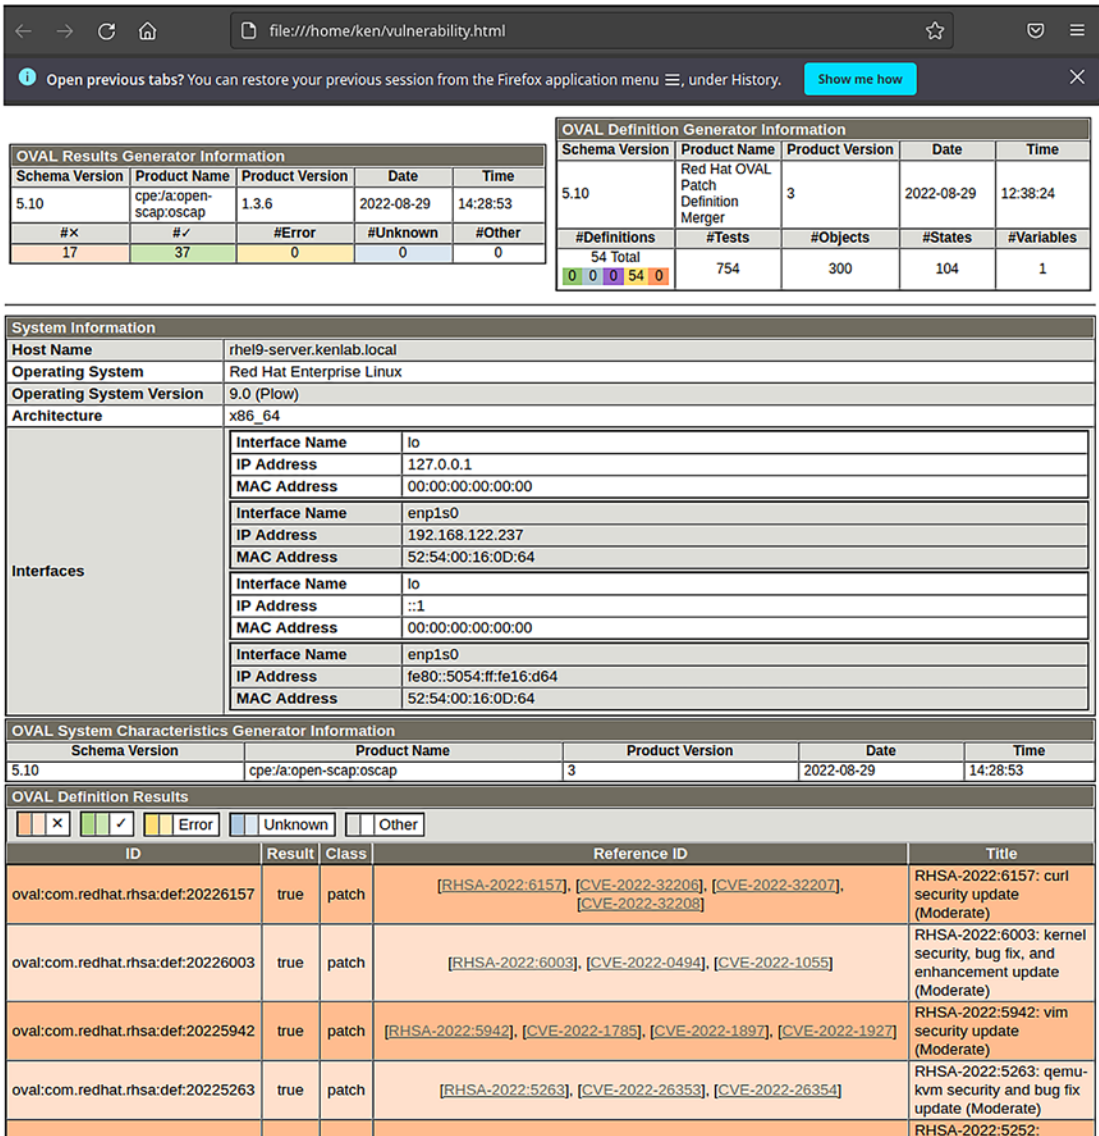 file:///home/ken/vulnerability.html
Open previous tabs? You can restore your previous session from the Firefox application menu ☰, under History. Show me how
OVAL Results Generator Information
Schema Version Product Name Product Version Date Time
5.10 cpe:/a:open-scap:oscap 1.3.6 2022-08-29 14:28:53
#✕ #✓ #Error #Unknown #Other
17 37 0 0 0
OVAL Definition Generator Information
Schema Version Product Name Product Version Date Time
5.10 Red Hat OVAL Patch Definition Merger 3 2022-08-29 12:38:24
#Definitions #Tests #Objects #States #Variables
54 Total
0 0 0 54 0 754 300 104 1
System Information
Host Name rhel9-server.kenlab.local
Operating System Red Hat Enterprise Linux
Operating System Version 9.0 (Plow)
Architecture x86_64
Interfaces
Interface Name lo
IP Address 127.0.0.1
MAC Address 00:00:00:00:00:00
Interface Name enp1s0
IP Address 192.168.122.237
MAC Address 52:54:00:16:0D:64
Interface Name lo
IP Address ::1
MAC Address 00:00:00:00:00:00
Interface Name enp1s0
IP Address fe80::5054:ff:fe16:d64
MAC Address 52:54:00:16:0D:64
OVAL System Characteristics Generator Information
Schema Version Product Name Product Version Date Time
5.10 cpe:/a:open-scap:oscap 3 2022-08-29 14:28:53
OVAL Definition Results
✕ ✓ Error Unknown Other
ID Result Class Reference ID Title
oval:com.redhat.rhsa:def:20226157 true patch [RHSA-2022:6157], [CVE-2022-32206], [CVE-2022-32207], [CVE-2022-32208] RHSA-2022:6157: curl security update (Moderate)
oval:com.redhat.rhsa:def:20226003 true patch [RHSA-2022:6003], [CVE-2022-0494], [CVE-2022-1055] RHSA-2022:6003: kernel security, bug fix, and enhancement update (Moderate)
oval:com.redhat.rhsa:def:20225942 true patch [RHSA-2022:5942], [CVE-2022-1785], [CVE-2022-1897], [CVE-2022-1927] RHSA-2022:5942: vim security update (Moderate)
oval:com.redhat.rhsa:def:20225263 true patch [RHSA-2022:5263], [CVE-2022-26353], [CVE-2022-26354] RHSA-2022:5263: qemu-kvm security and bug fix update (Moderate)
RHSA-2022:5252: